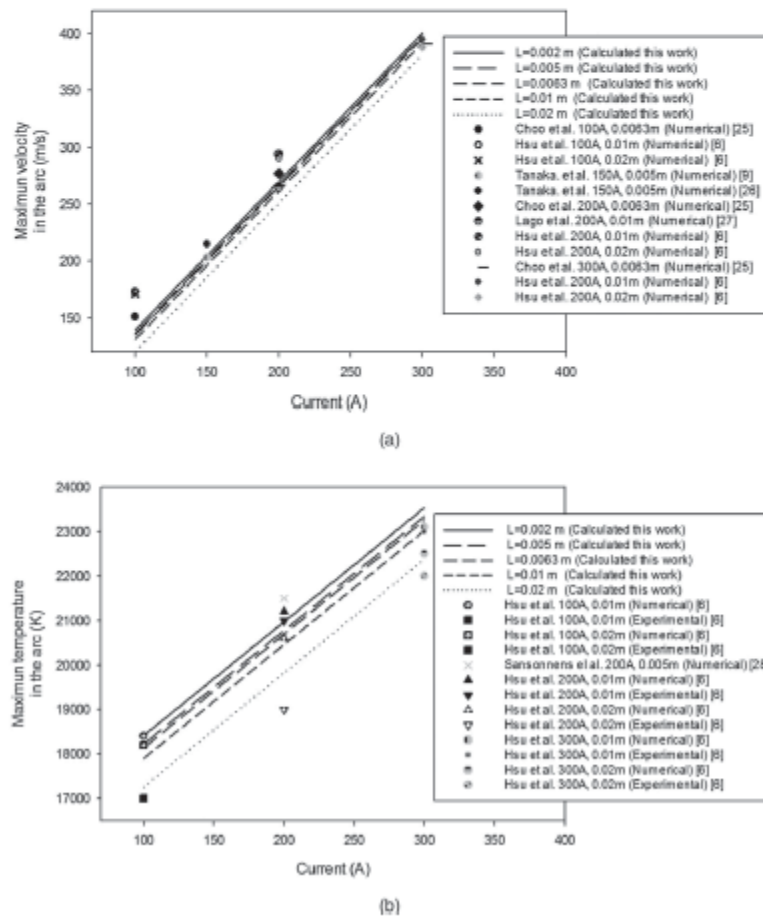 400
350
300
250
200
150
Maximun velocity
in the arc (m/s)
L=0.002 m (Calculated this work)
L=0.005 m (Calculated this work)
L=0.0063 m (Calculated this work)
L=0.01 m (Calculated this work)
L=0.02 m (Calculated this work)
Choo et al. 100A, 0.0063m (Numerical) [25]
Hsu et al. 100A, 0.01m (Numerical) [6]
Hsu et al. 100A, 0.02m (Numerical) [6]
Tanaka. et al. 150A, 0.005m (Numerical) [9]
Tanaka. et al. 150A, 0.005m (Numerical) [26]
Choo et al. 200A, 0.0063m (Numerical) [25]
Lago et al. 200A, 0.01m (Numerical) [27]
Hsu et al. 200A, 0.01m (Numerical) [6]
Hsu et al. 200A, 0.02m (Numerical) [6]
Choo et al. 300A, 0.0063m (Numerical) [25]
Hsu et al. 200A, 0.01m (Numerical) [6]
Hsu et al. 200A, 0.02m (Numerical) [6]
100 150 200 250 300 350 400
Current (A)
(a)
24000
23000
22000
21000
20000
19000
18000
17000
Maximun temperature
in the arc (K)
L=0.002 m (Calculated this work)
L=0.005 m (Calculated this work)
L=0.0063 m (Calculated this work)
L=0.01 m (Calculated this work)
L=0.02 m (Calculated this work)
Hsu et al. 100A, 0.01m (Numerical) [6]
Hsu et al. 100A, 0.01m (Experimental) [6]
Hsu et al. 100A, 0.02m (Numerical) [6]
Hsu et al. 100A, 0.02m (Experimental) [6]
Sansonnens et al. 200A, 0.005m (Numerical) [28
Hsu et al. 200A, 0.01m (Numerical) [6]
Hsu et al. 200A, 0.01m (Experimental) [6]
Hsu et al. 200A, 0.02m (Numerical) [6]
Hsu et al. 200A, 0.02m (Experimental) [6]
Hsu et al. 300A, 0.01m (Numerical) [6]
Hsu et al. 300A, 0.01m (Experimental) [6]
Hsu et al. 300A, 0.02m (Numerical) [6]
Hsu et al. 300A, 0.02m (Experimental) [6]
100 200 300 400
Current (A)
(b)